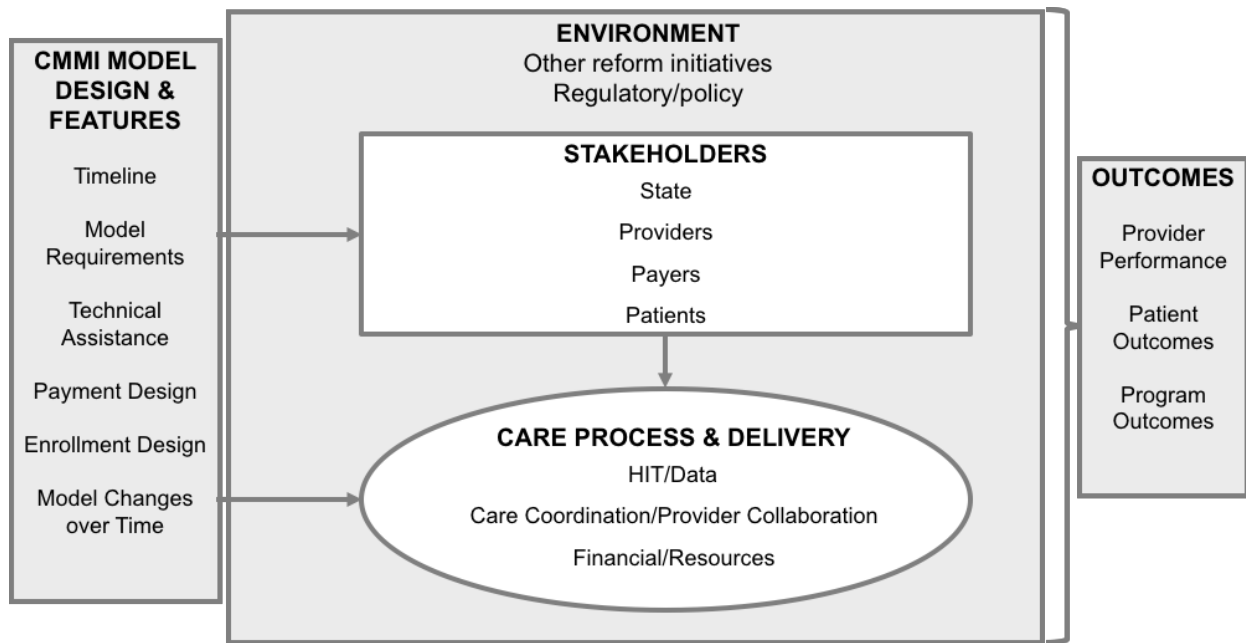 CMMI MODEL
DESIGN &
FEATURES
Timeline
Model
Requirements
Technical
Assistance
Payment Design
Enrollment Design
Model Changes
over Time
ENVIRONMENT
Other reform initiatives
Regulatory/policy
STAKEHOLDERS
State
Providers
Payers
Patients
CARE PROCESS & DELIVERY
HIT/Data
Care Coordination/Provider Collaboration
Financial/Resources
OUTCOMES
Provider
Performance
Patient
Outcomes
Program
Outcomes